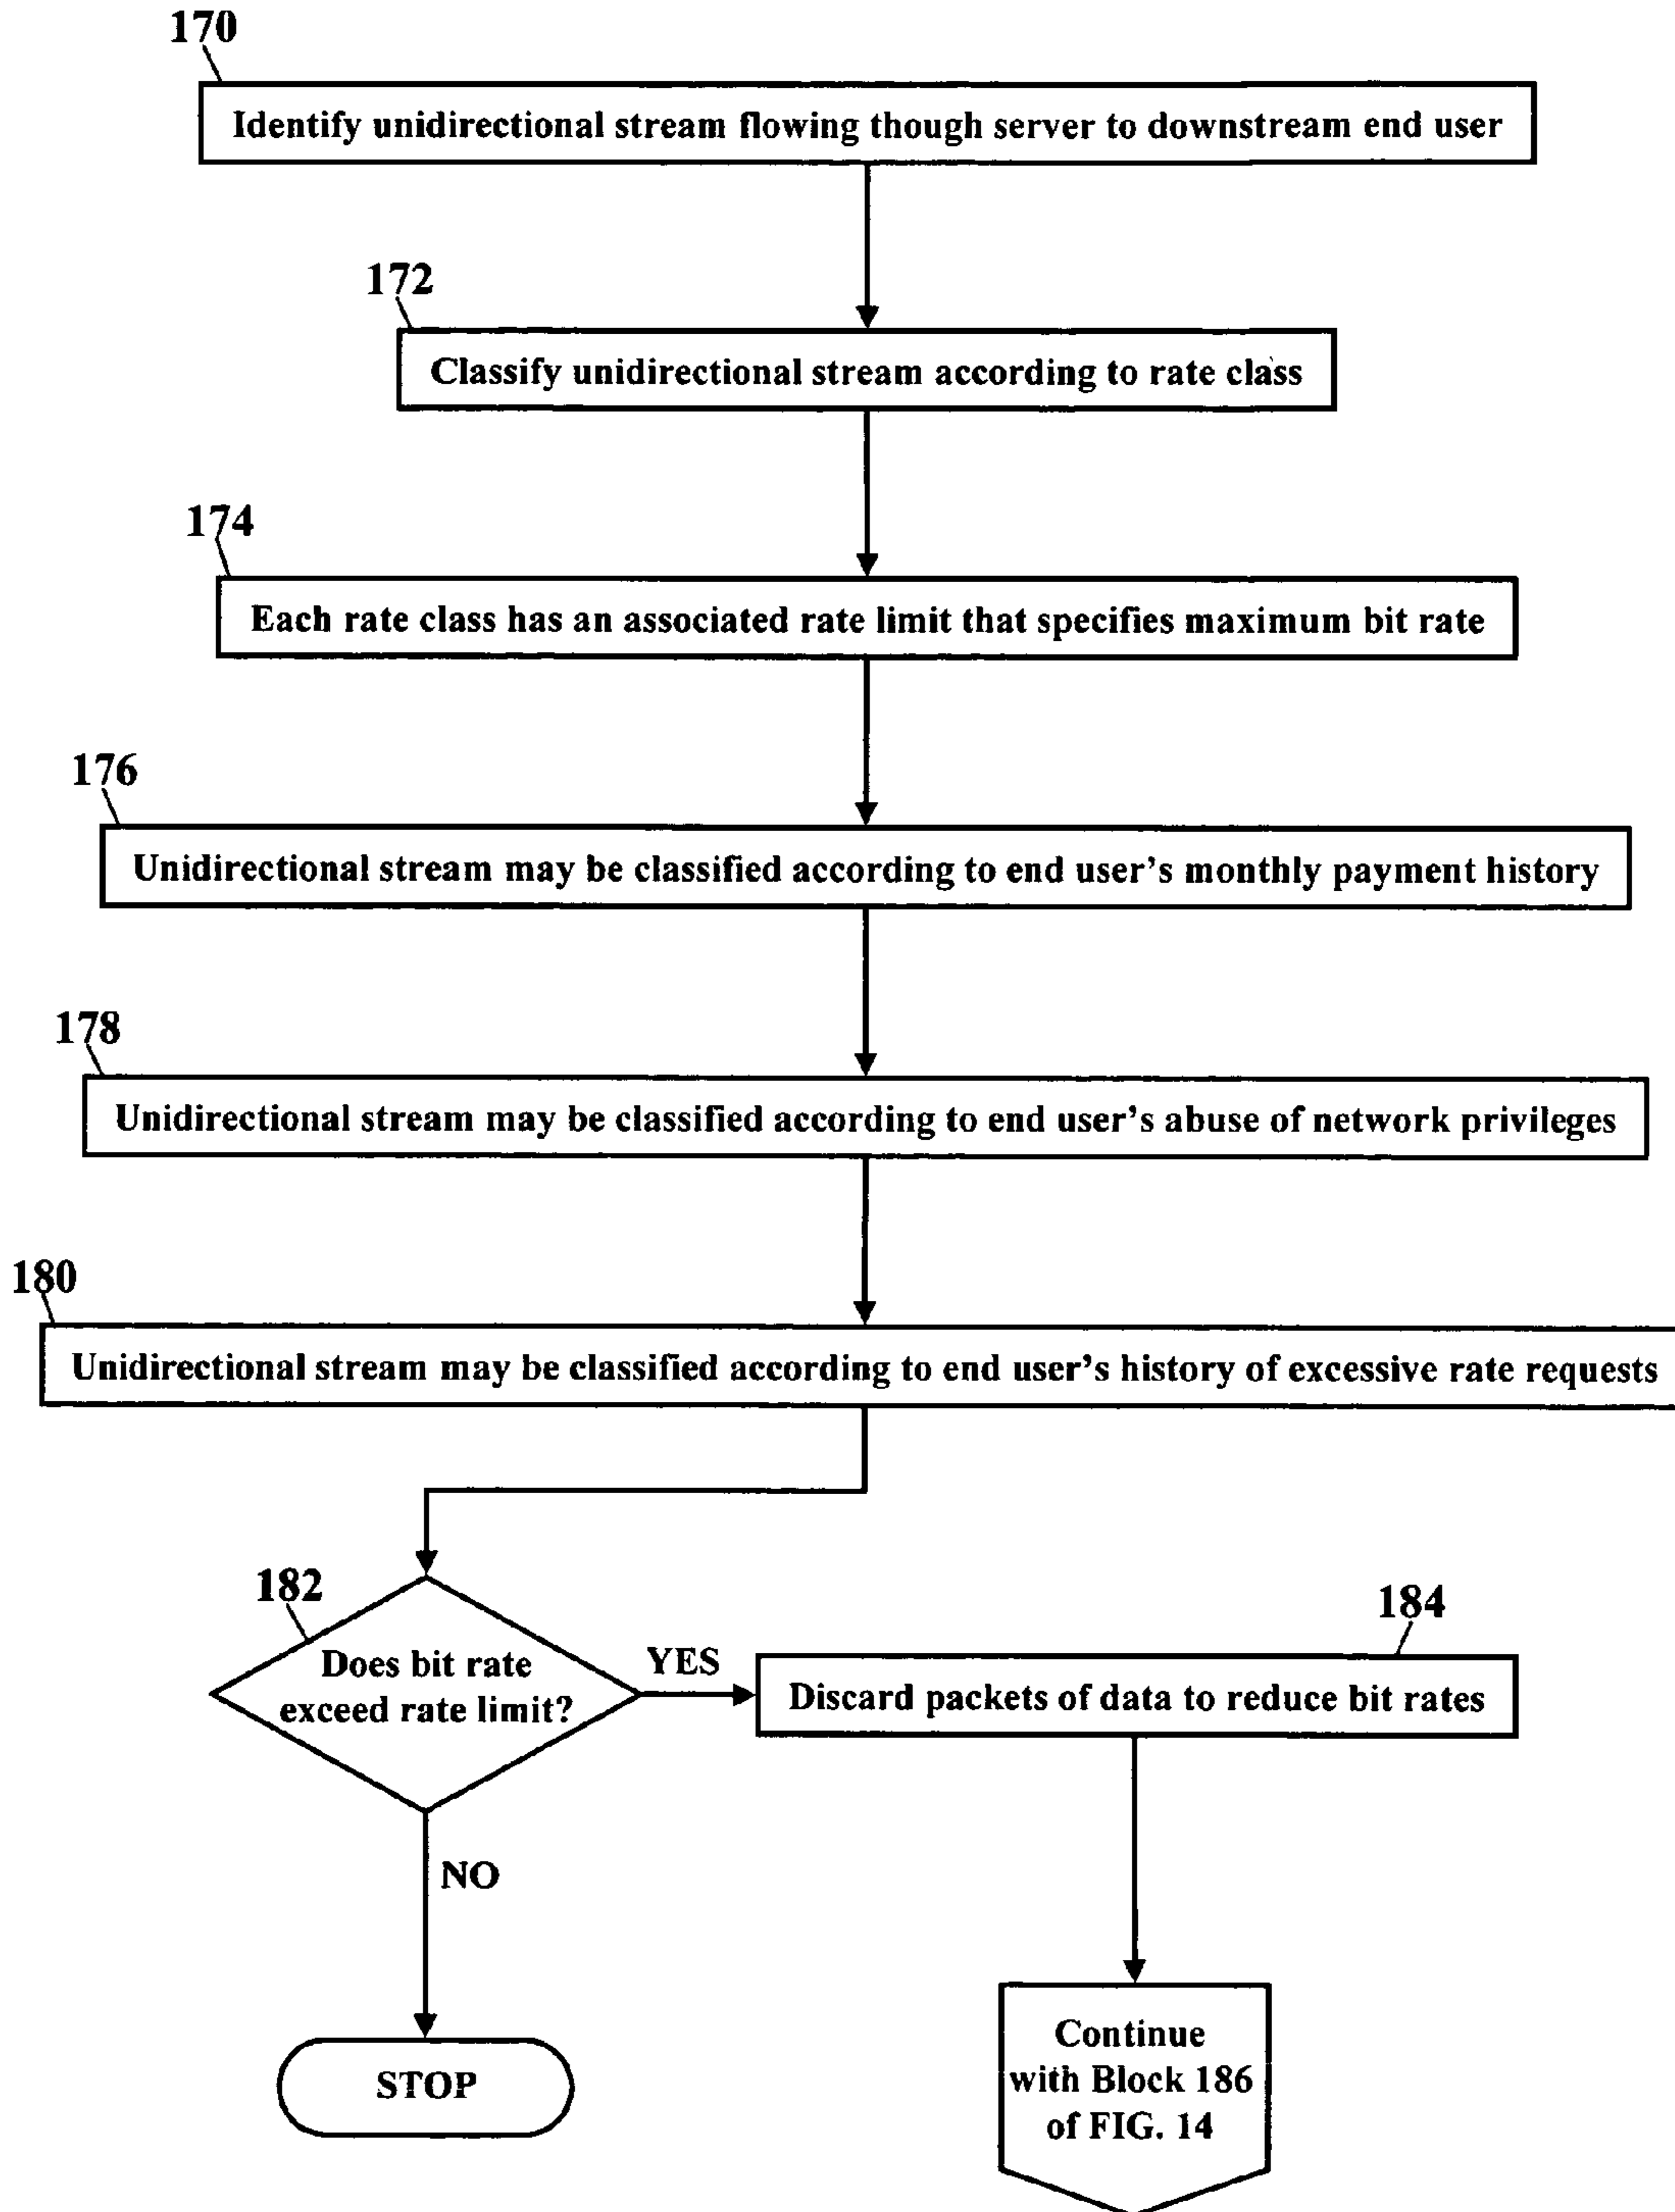 170
Identify unidirectional stream flowing though server to downstream end user
172
Classify unidirectional stream according to rate class
174
Each rate class has an associated rate limit that specifies maximum bit rate
176
Unidirectional stream may be classified according to end user's monthly payment history
178
Unidirectional stream may be classified according to end user's abuse of network privileges
180
Unidirectional stream may be classified according to end user's history of excessive rate requests
182
Does bit rate
exceed rate limit?
YES
184
Discard packets of data to reduce bit rates
NO
STOP
Continue
with Block 186
of FIG. 14